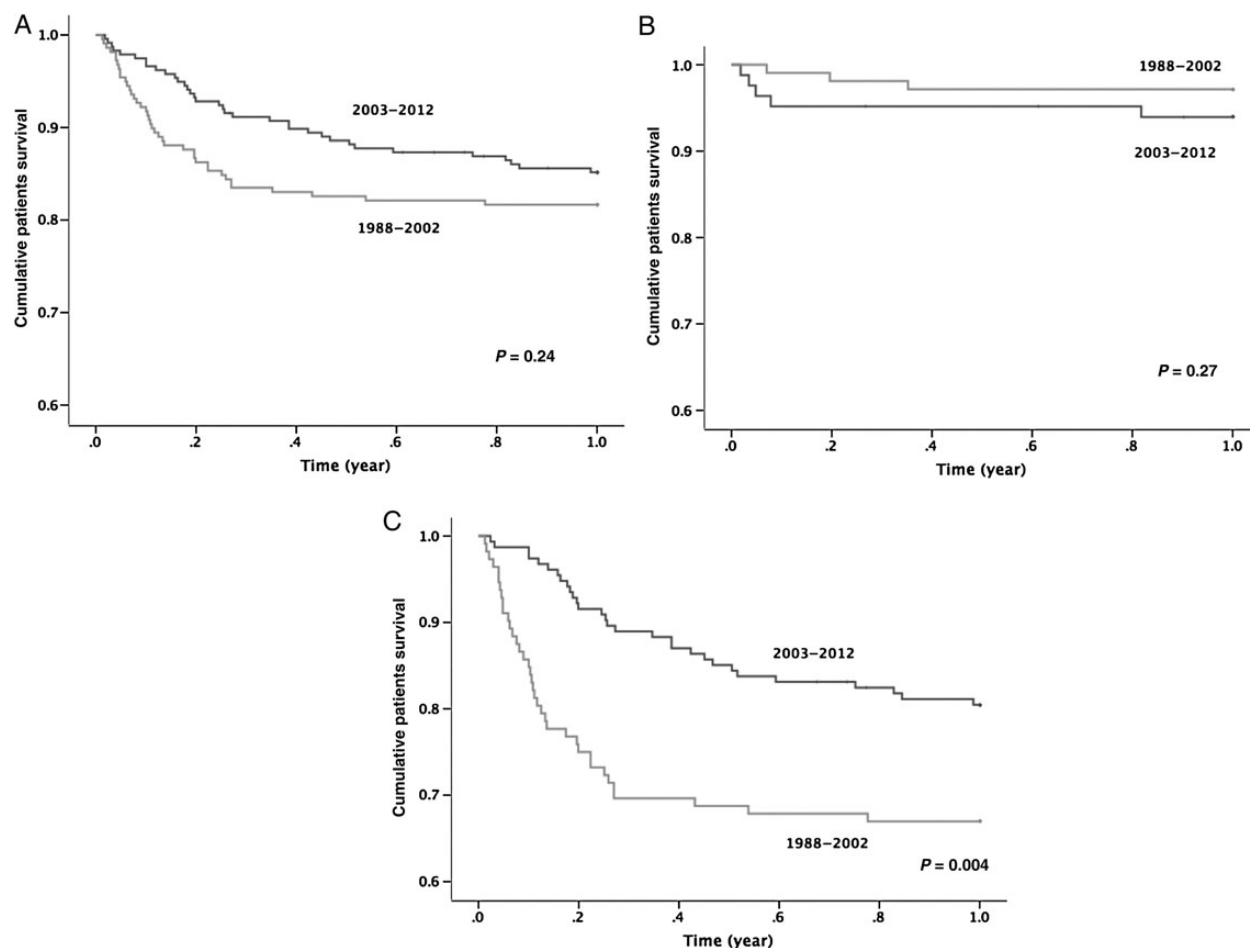 A
Cumulative patients survival
1.0
0.9
0.8
0.7
0.6
2003–2012
1988–2002
P = 0.24
.0 .2 .4 .6 .8 1.0
Time (year)
B
Cumulative patients survival
1.0
0.9
0.8
0.7
0.6
1988–2002
2003–2012
P = 0.27
.0 .2 .4 .6 .8 1.0
Time (year)
C
Cumulative patients survival
1.0
0.9
0.8
0.7
0.6
2003–2012
1988–2002
P = 0.004
.0 .2 .4 .6 .8 1.0
Time (year)